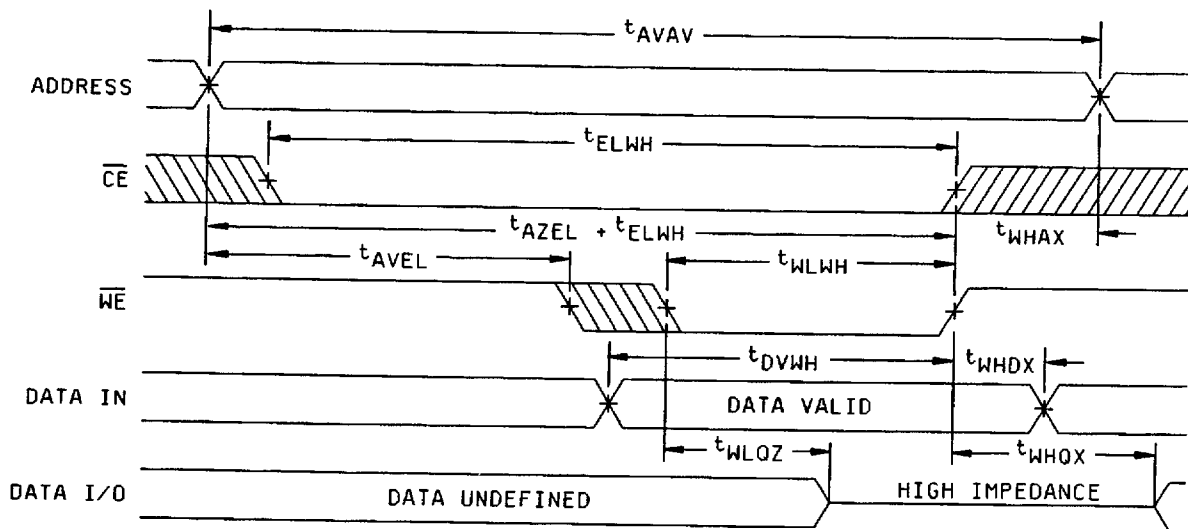 tAVAV
ADDRESS
tELWH
CE
tAZEL + tELWH
tWHAX
tAVEL
tWLWH
WE
tDVWH
tWHDX
DATA IN
DATA VALID
tWLQZ
tWHQX
DATA I/O
DATA UNDEFINED
HIGH IMPEDANCE